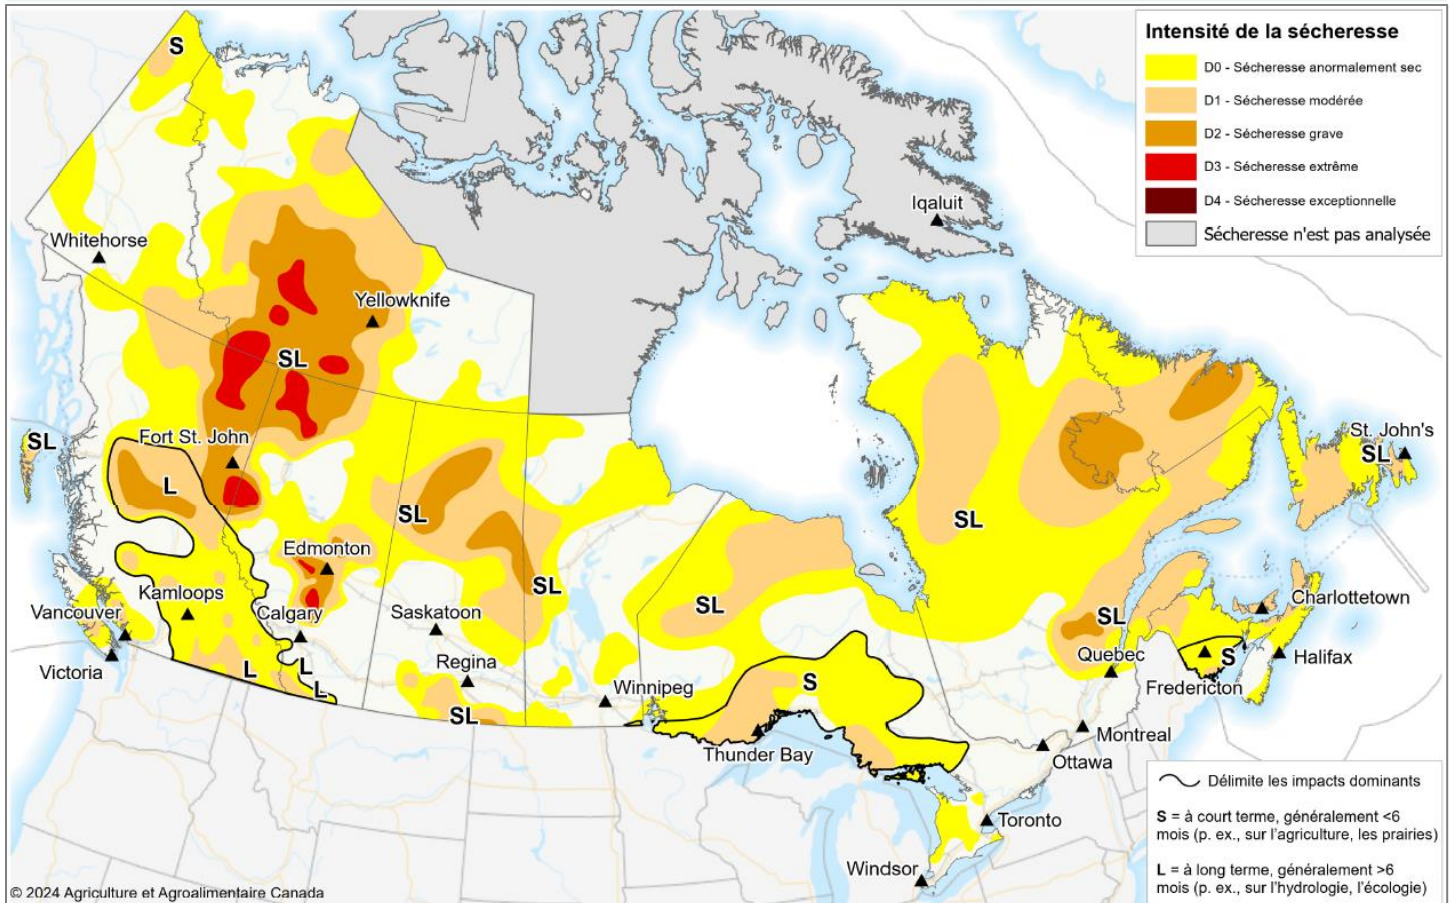 Intensité de la sécheresse
D0 - Sécheresse anormalement sec
D1 - Sécheresse modérée
D2 - Sécheresse grave
D3 - Sécheresse extrême
D4 - Sécheresse exceptionnelle
Sécheresse n'est pas analysée
S
Iqaluit
Whitehorse
Yellowknife
SL
Fort St. John
SL
St. John's
SL
L
SL
SL
Edmonton
SL
Kamloops
SL
Charlottetown
Vancouver
Calgary
Saskatoon
SL
Victoria
L
L
L
Regina
Quebec
S
Halifax
S
Winnipeg
Fredericton
SL
Thunder Bay
Montreal
Ottawa
Toronto
Windsor
Délimite les impacts dominants
S = à court terme, généralement <6
mois (p. ex., sur l'agriculture, les prairies)
L = à long terme, généralement >6
mois (p. ex., sur l'hydrologie, l'écologie)
© 2024 Agriculture et Agroalimentaire Canada